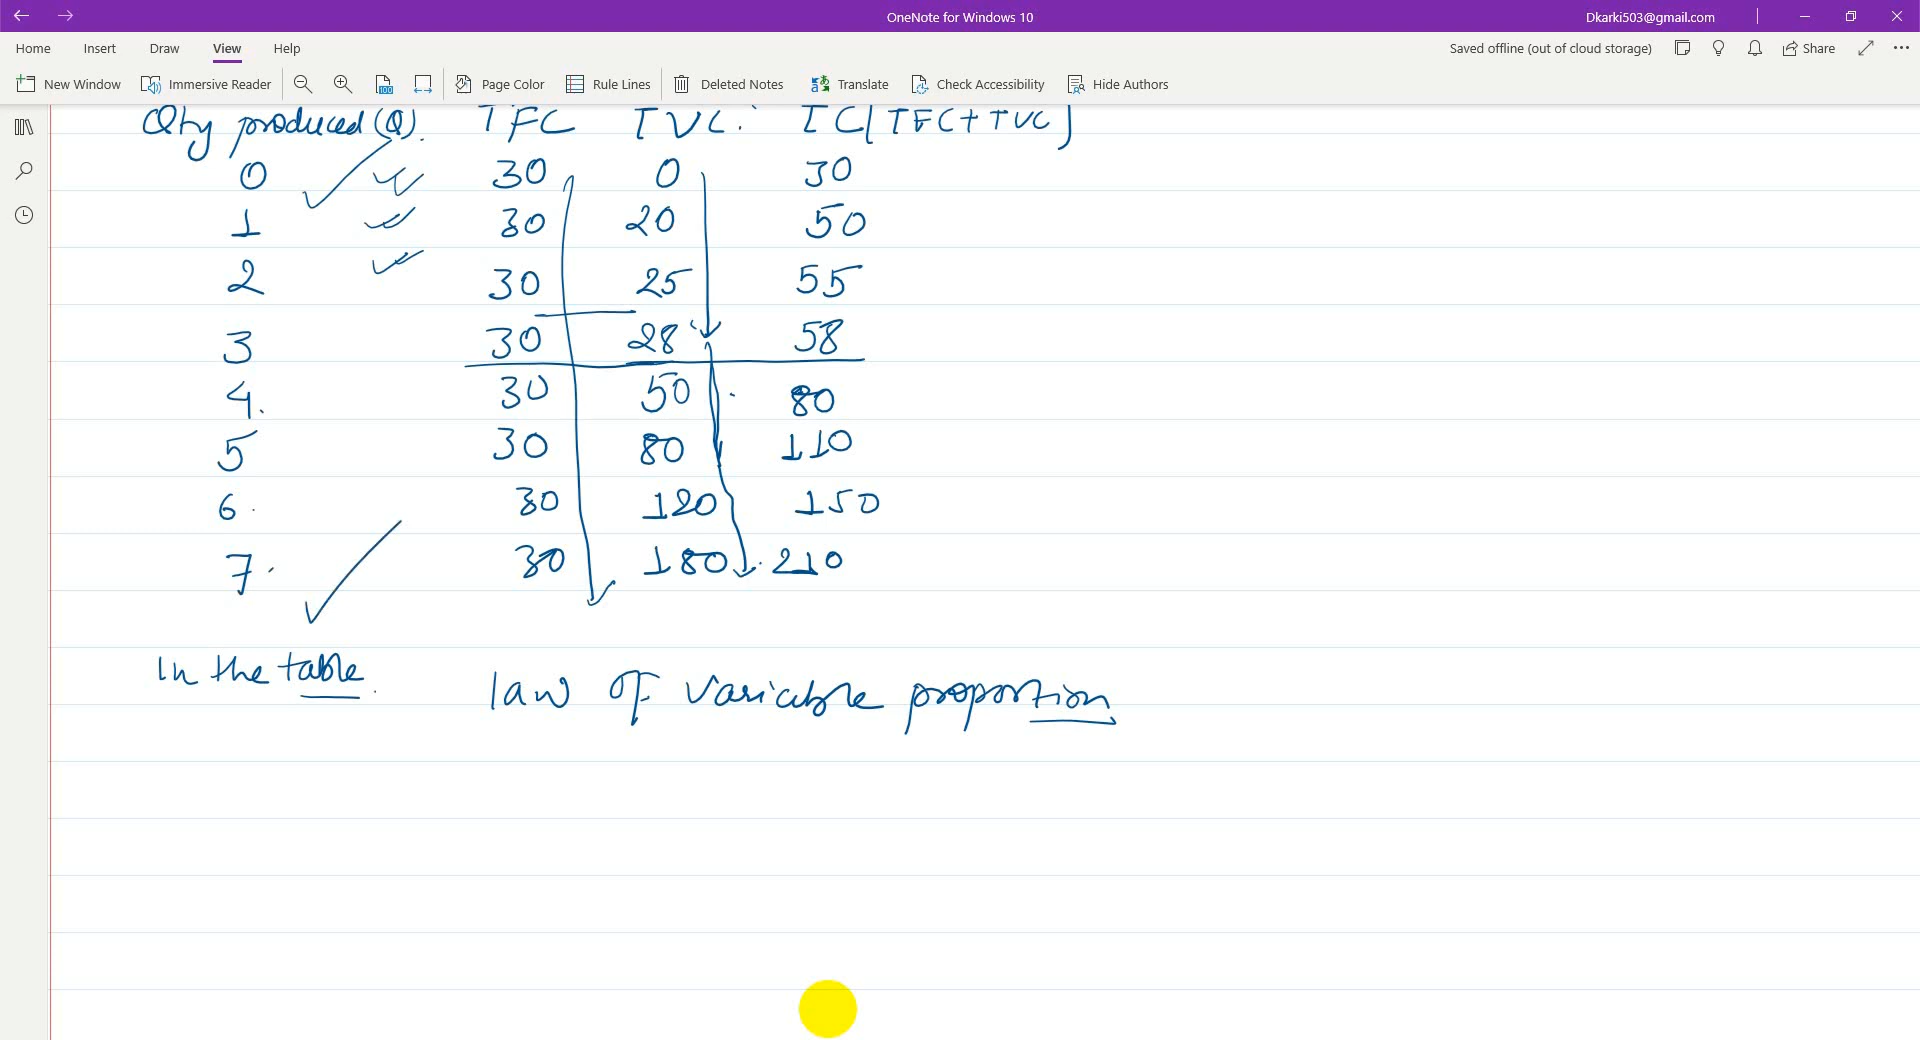 OneNote for Windows 10
Dkarki503@gmail.com
Home Insert Draw View Help
Saved offline (out of cloud storage) Share
New Window Immersive Reader Page Color Rule Lines Deleted Notes Translate Check Accessibility Hide Authors
Qty produced (Q). TFC TVC. TC [TFC + TVC]
0 30 0 30
1 30 20 50
2 30 25 55
3 30 28 58
4. 30 50 80
5 30 80 110
6. 30 120 150
7. 30 180 210
In the table. law of variable proportion